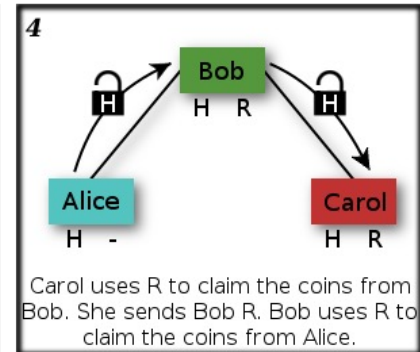 4
Bob
H
H
H R
Alice
Carol
H -
H R
Carol uses R to claim the coins from
Bob. She sends Bob R. Bob uses R to
claim the coins from Alice.